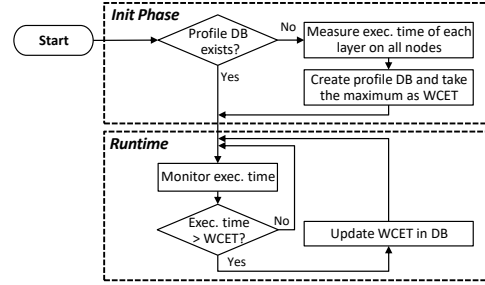 Init Phase
Start
Profile DB
exists?
No
Measure exec. time of each
layer on all nodes
Create profile DB and take
the maximum as WCET
Yes
Runtime
Monitor exec. time
Exec. time
> WCET?
No
Yes
Update WCET in DB